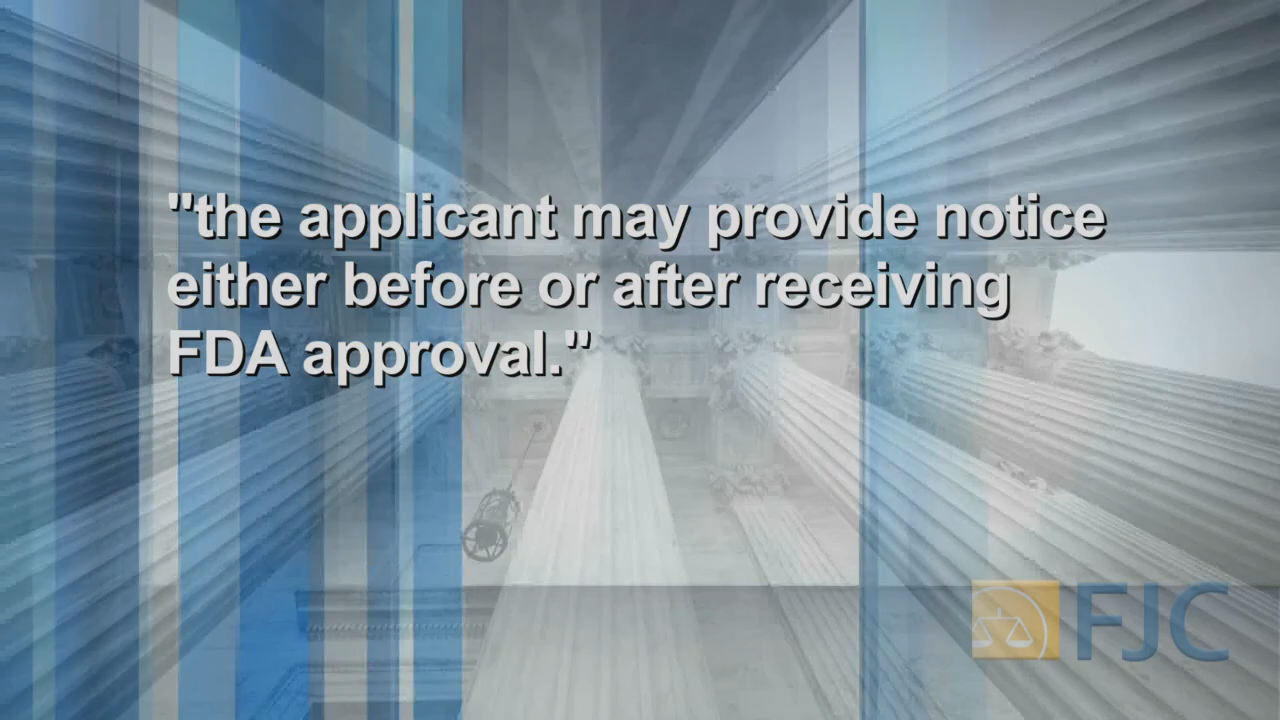 "the applicant may provide notice
either before or after receiving
FDA approval."
FJC